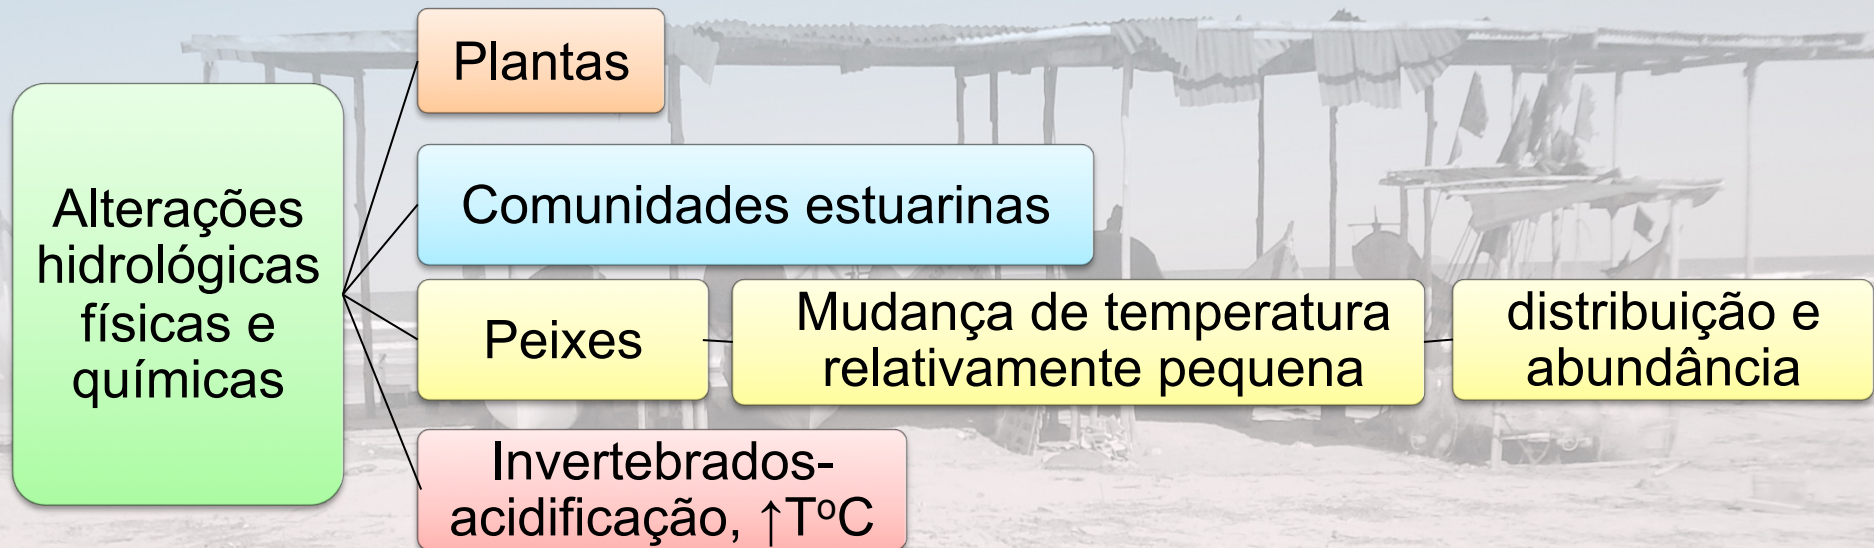 Alterações
hidrológicas
físicas e
químicas
Plantas
Comunidades estuarinas
Peixes
Mudança de temperatura
relativamente pequena
distribuição e
abundância
Invertebrados-
acidificação, ↑TºC